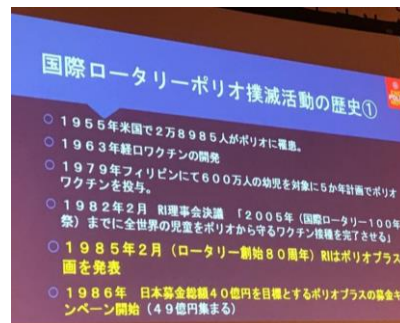 国際ロータリーポリオ撲滅活動の歴史①
○ 1955年米国で2万8985人がポリオに罹患。
○ 1963年経口ワクチンの開発
○ 1979年フィリピンにて600万人の幼児を対象に5か年計画でポリオ
ワクチンを投与。
○ 1982年2月 RI理事会決議 「2005年（国際ロータリー100年
祭）までに全世界の児童をポリオから守るワクチン接種を完了させる」
○ 1985年2月（ロータリー創始80周年）RIはポリオプラス
画を発表
○ 1986年 日本募金総額40億円を目標とするポリオプラスの募金キ
ンペーン開始（49億円集まる）